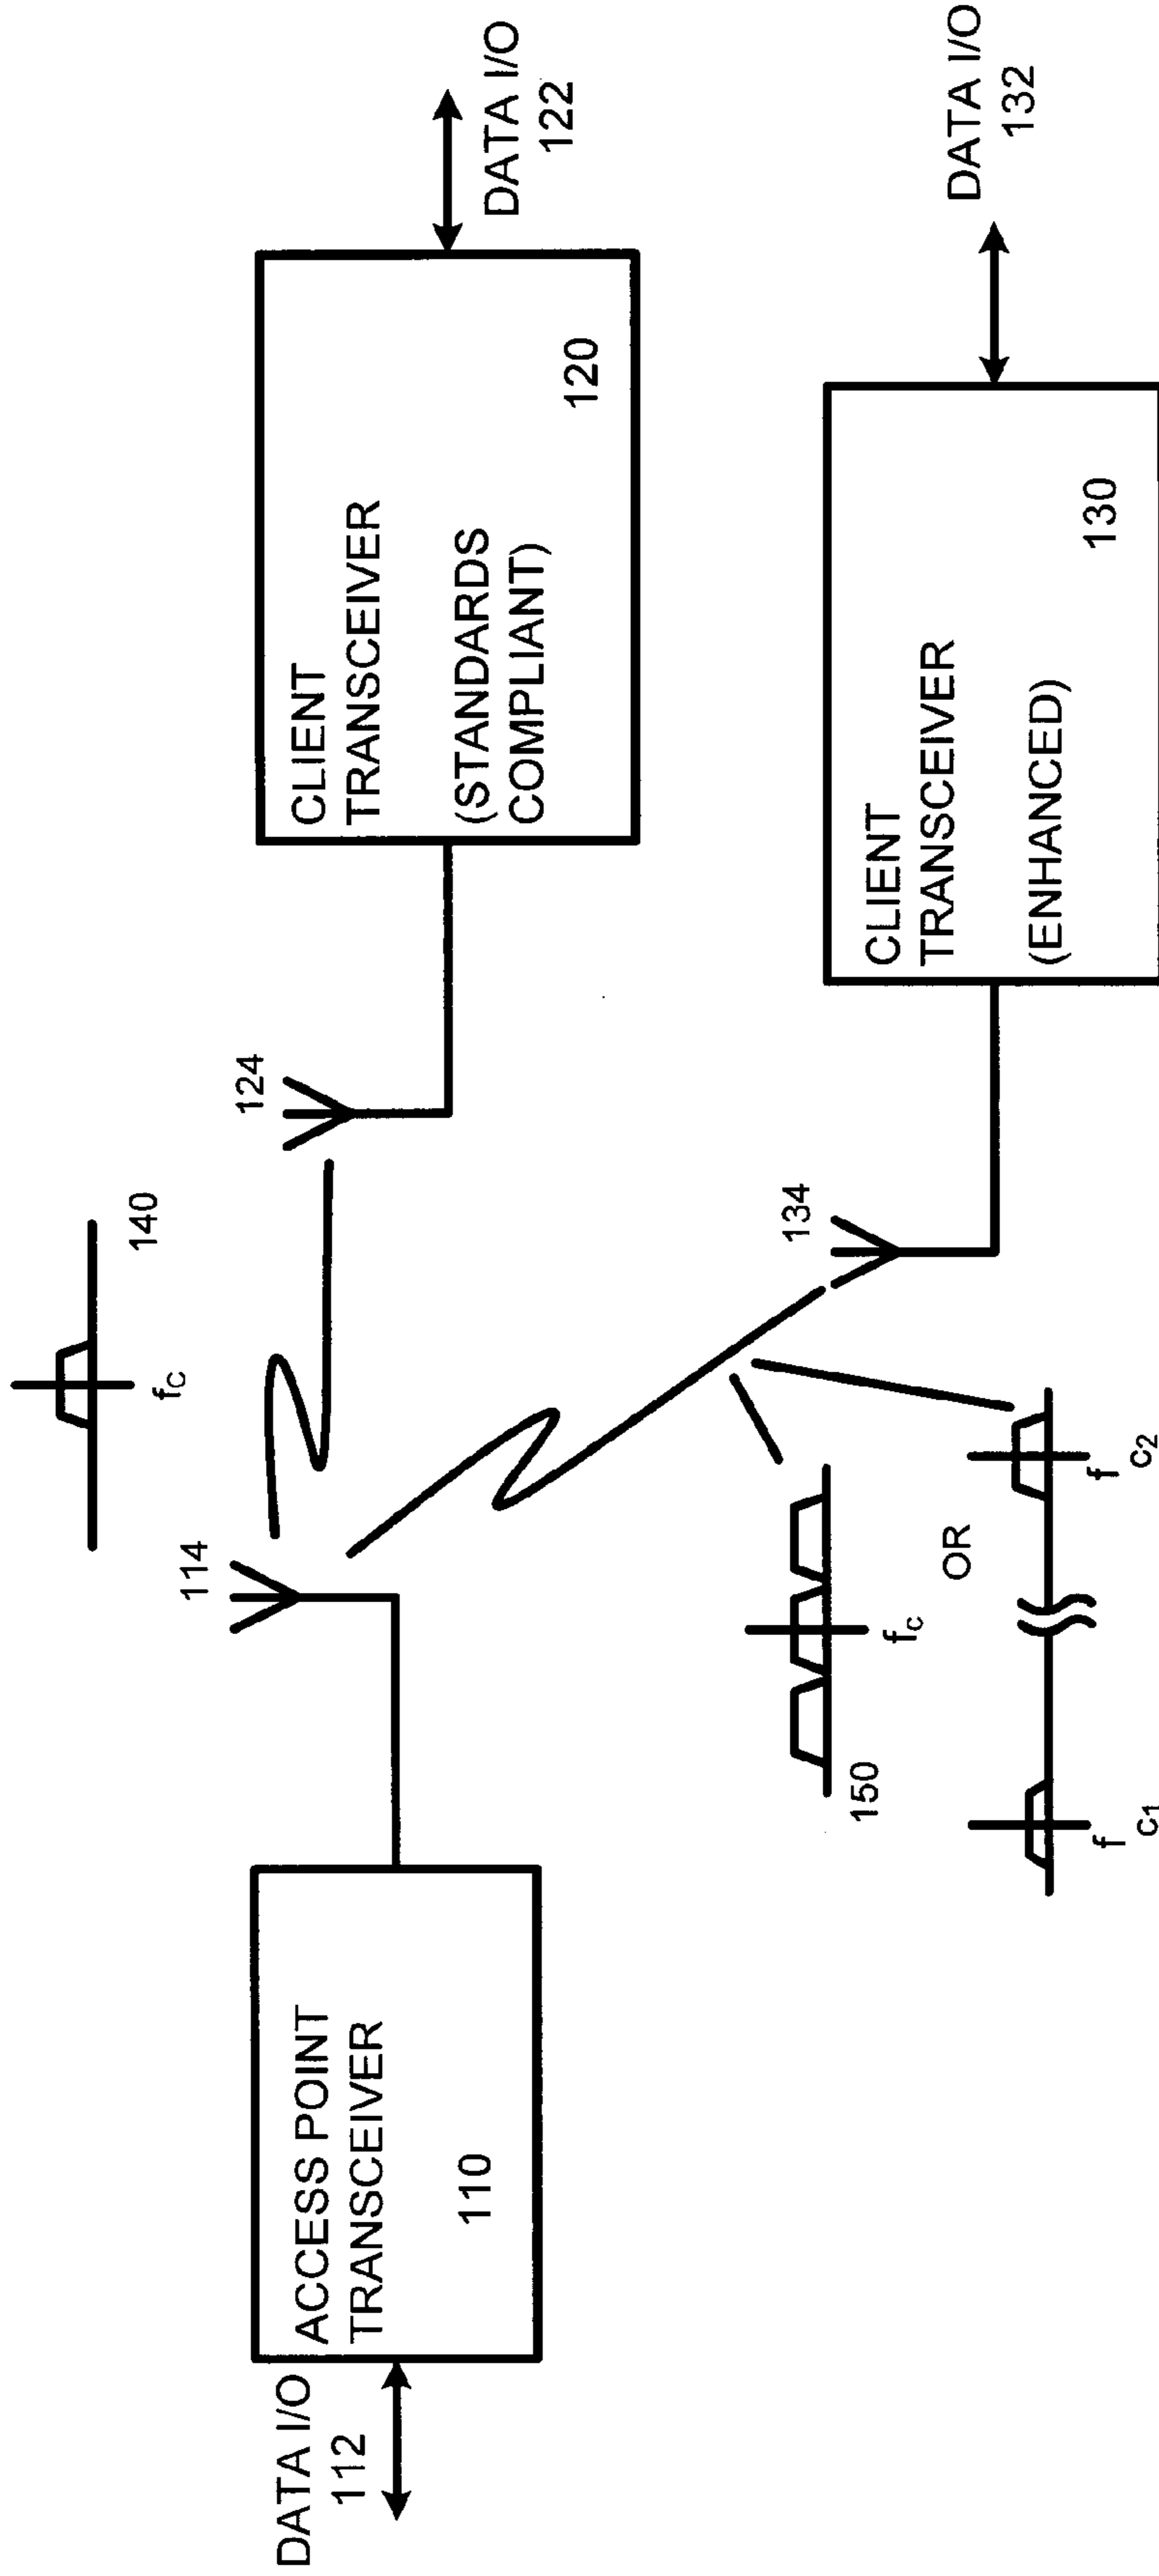 140
fc
DATA I/O
112
ACCESS POINT
TRANSCEIVER
110
114
124
CLIENT
TRANSCEIVER
(STANDARDS
COMPLIANT)
120
DATA I/O
122
134
150
fc
OR
f c1
f c2
CLIENT
TRANSCEIVER
(ENHANCED)
130
DATA I/O
132